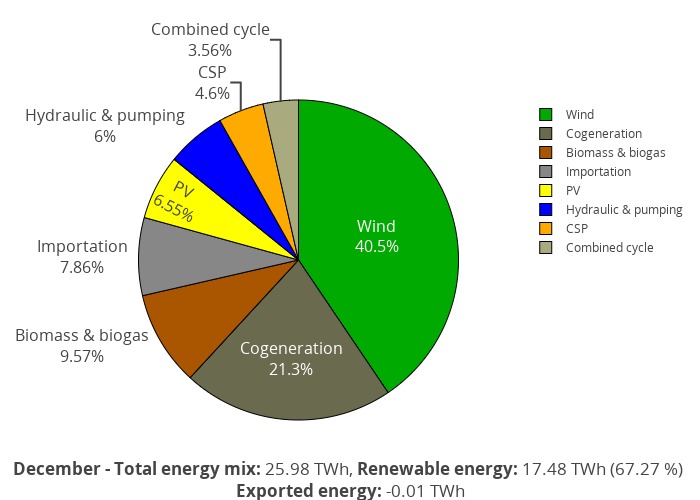 Combined cycle
3.56%
CSP
4.6%
Hydraulic & pumping
6%
PV
6.55%
Importation
7.86%
Biomass & biogas
9.57%
Cogeneration
21.3%
Wind
40.5%
Wind
Cogeneration
Biomass & biogas
Importation
PV
Hydraulic & pumping
CSP
Combined cycle
December - Total energy mix: 25.98 TWh, Renewable energy: 17.48 TWh (67.27 %)
Exported energy: -0.01 TWh